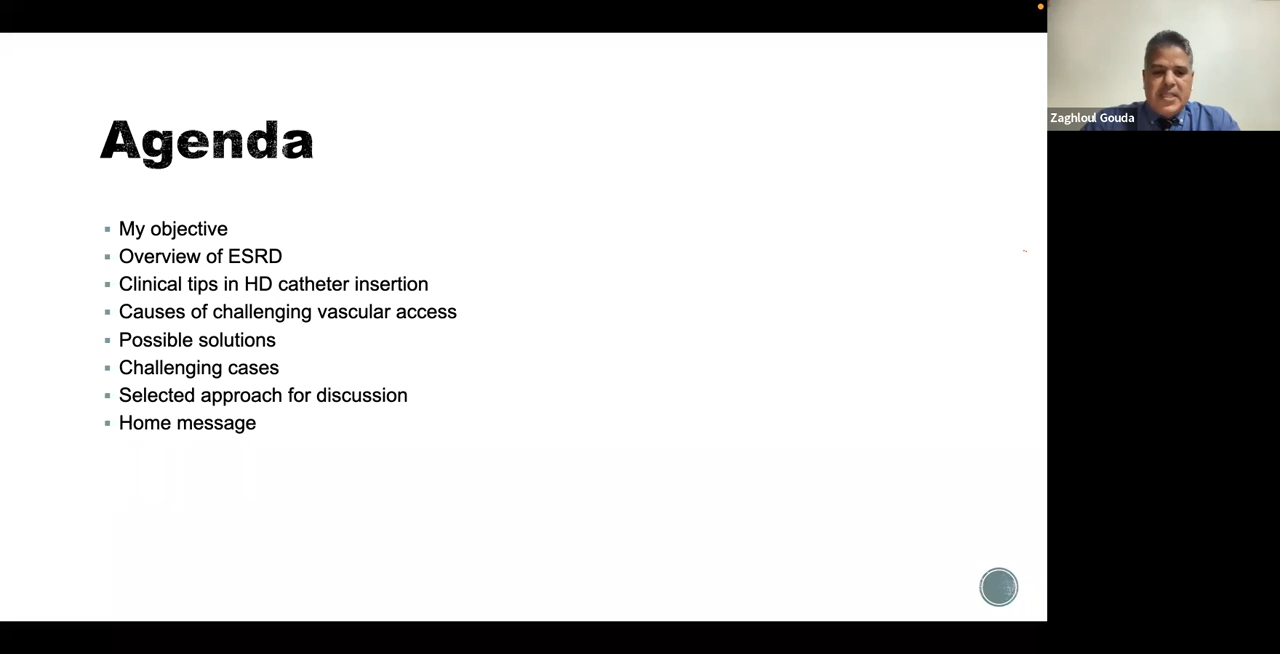 Agenda
My objective
Overview of ESRD
Clinical tips in HD catheter insertion
Causes of challenging vascular access
Possible solutions
Challenging cases
Selected approach for discussion
Home message
Zaghloul Gouda